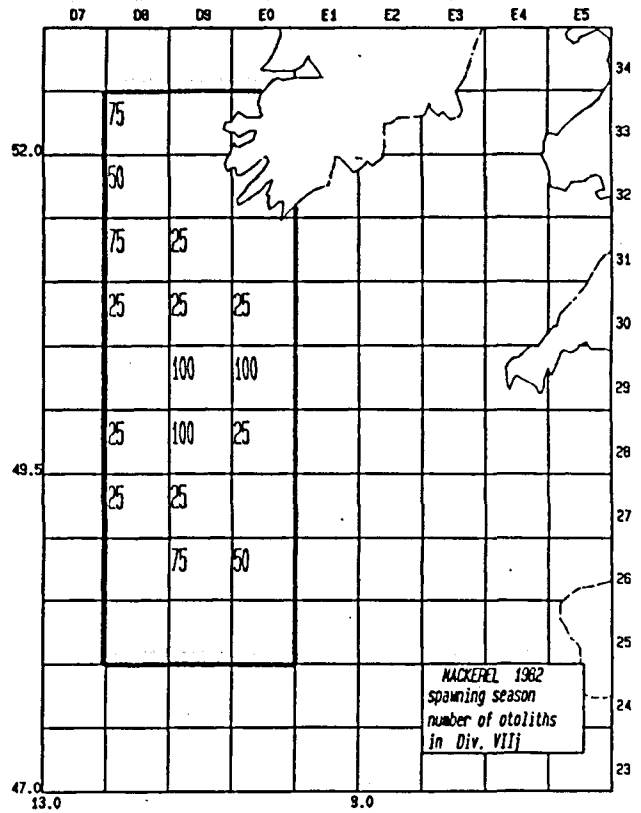 D7 D8 D9 E0 E1 E2 E3 E4 E5
34
75 33
52.0
50 32
75 25 31
25 25 25 30
100 100 29
25 100 25 28
49.5
25 25 27
75 50 26
25
MACKEREL 1982
spawning season
number of otoliths
in Div. VIIj
24
23
47.0
13.0 8.0